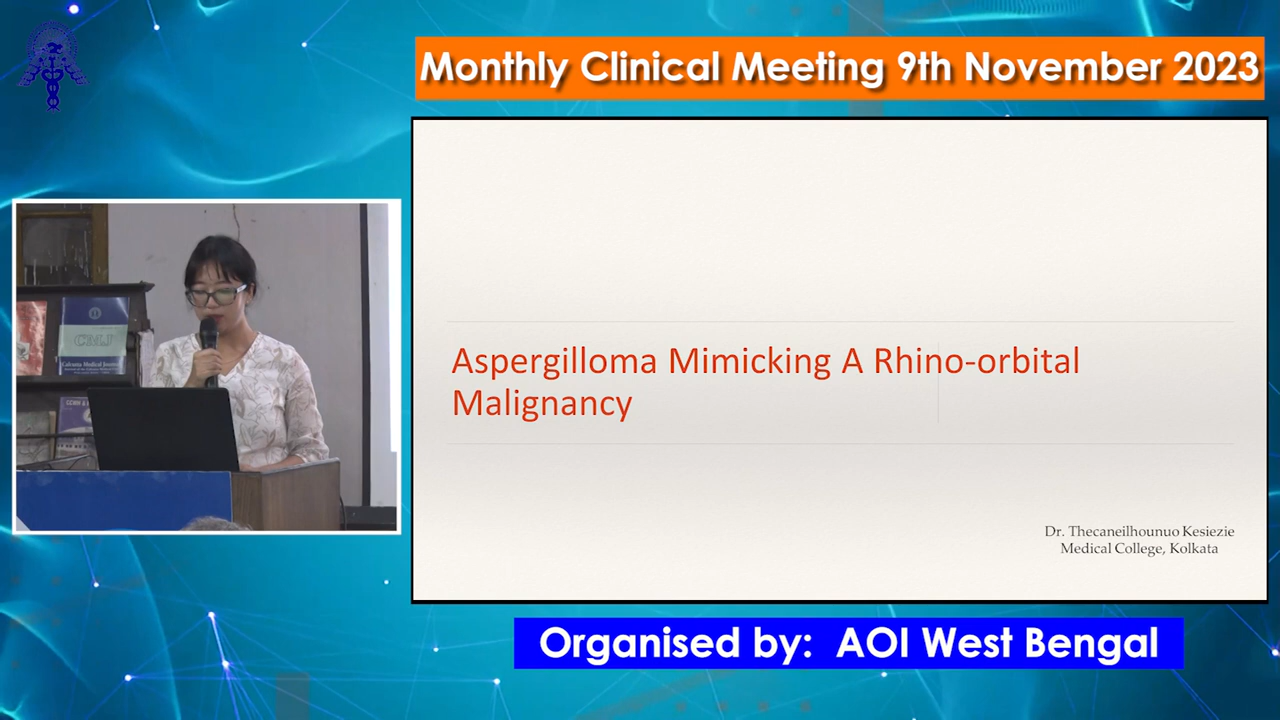 Monthly Clinical Meeting 9th November 2023
CMJ
Calcutta Medical Journal
Aspergilloma Mimicking A Rhino-orbital
Malignancy
Dr. Thecaneilhounuo Kesiezie
Medical College, Kolkata
Organised by: AOI West Bengal